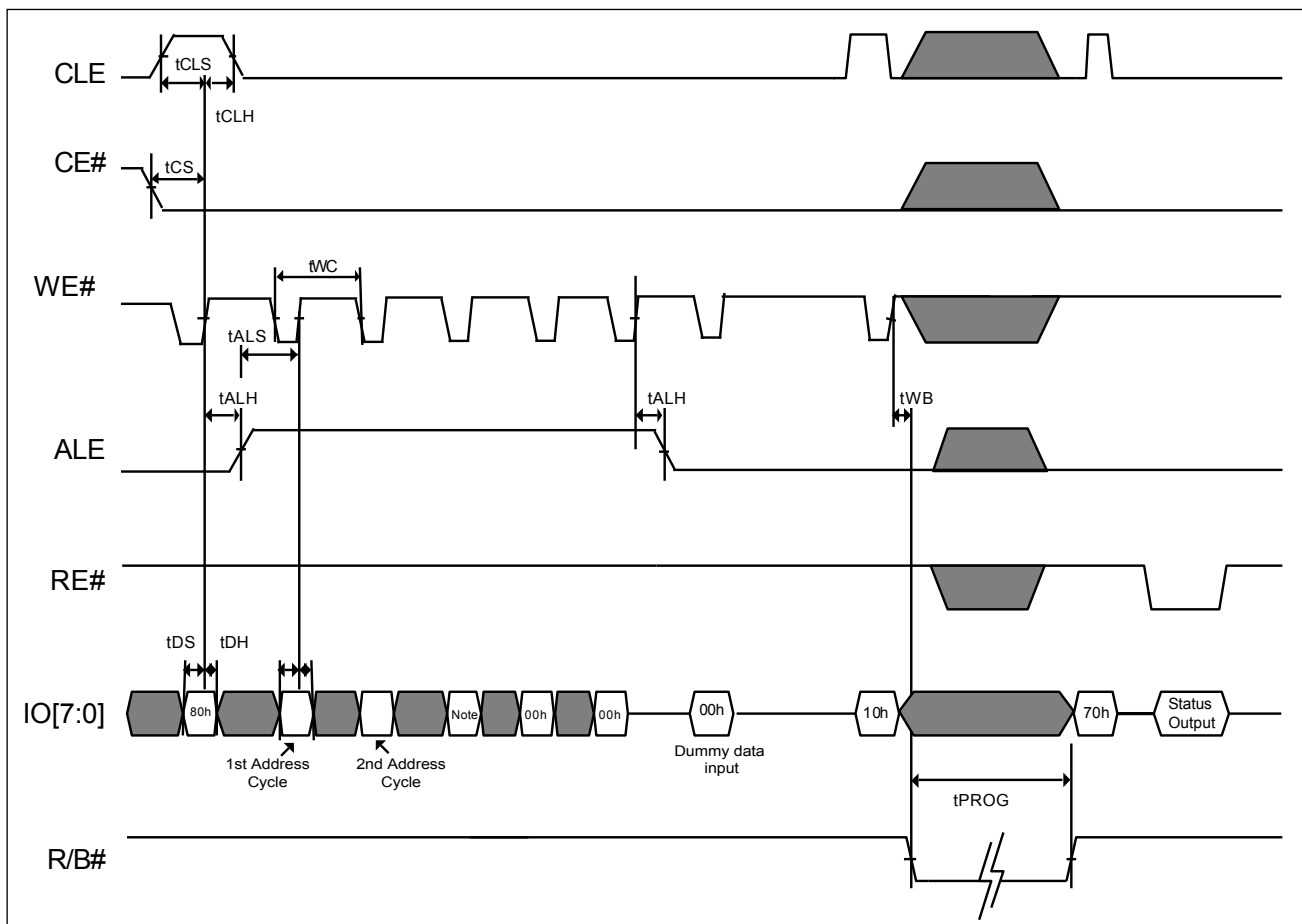 CLE
tCLS
tCLH
CE#
tCS
WE#
tWC
tALS
tALH
tALH
tWB
ALE
RE#
tDS
tDH
IO[7:0]
80h
Note
00h
00h
00h
10h
70h
Status
Output
1st Address
Cycle
2nd Address
Cycle
Dummy data
input
tPROG
R/B#